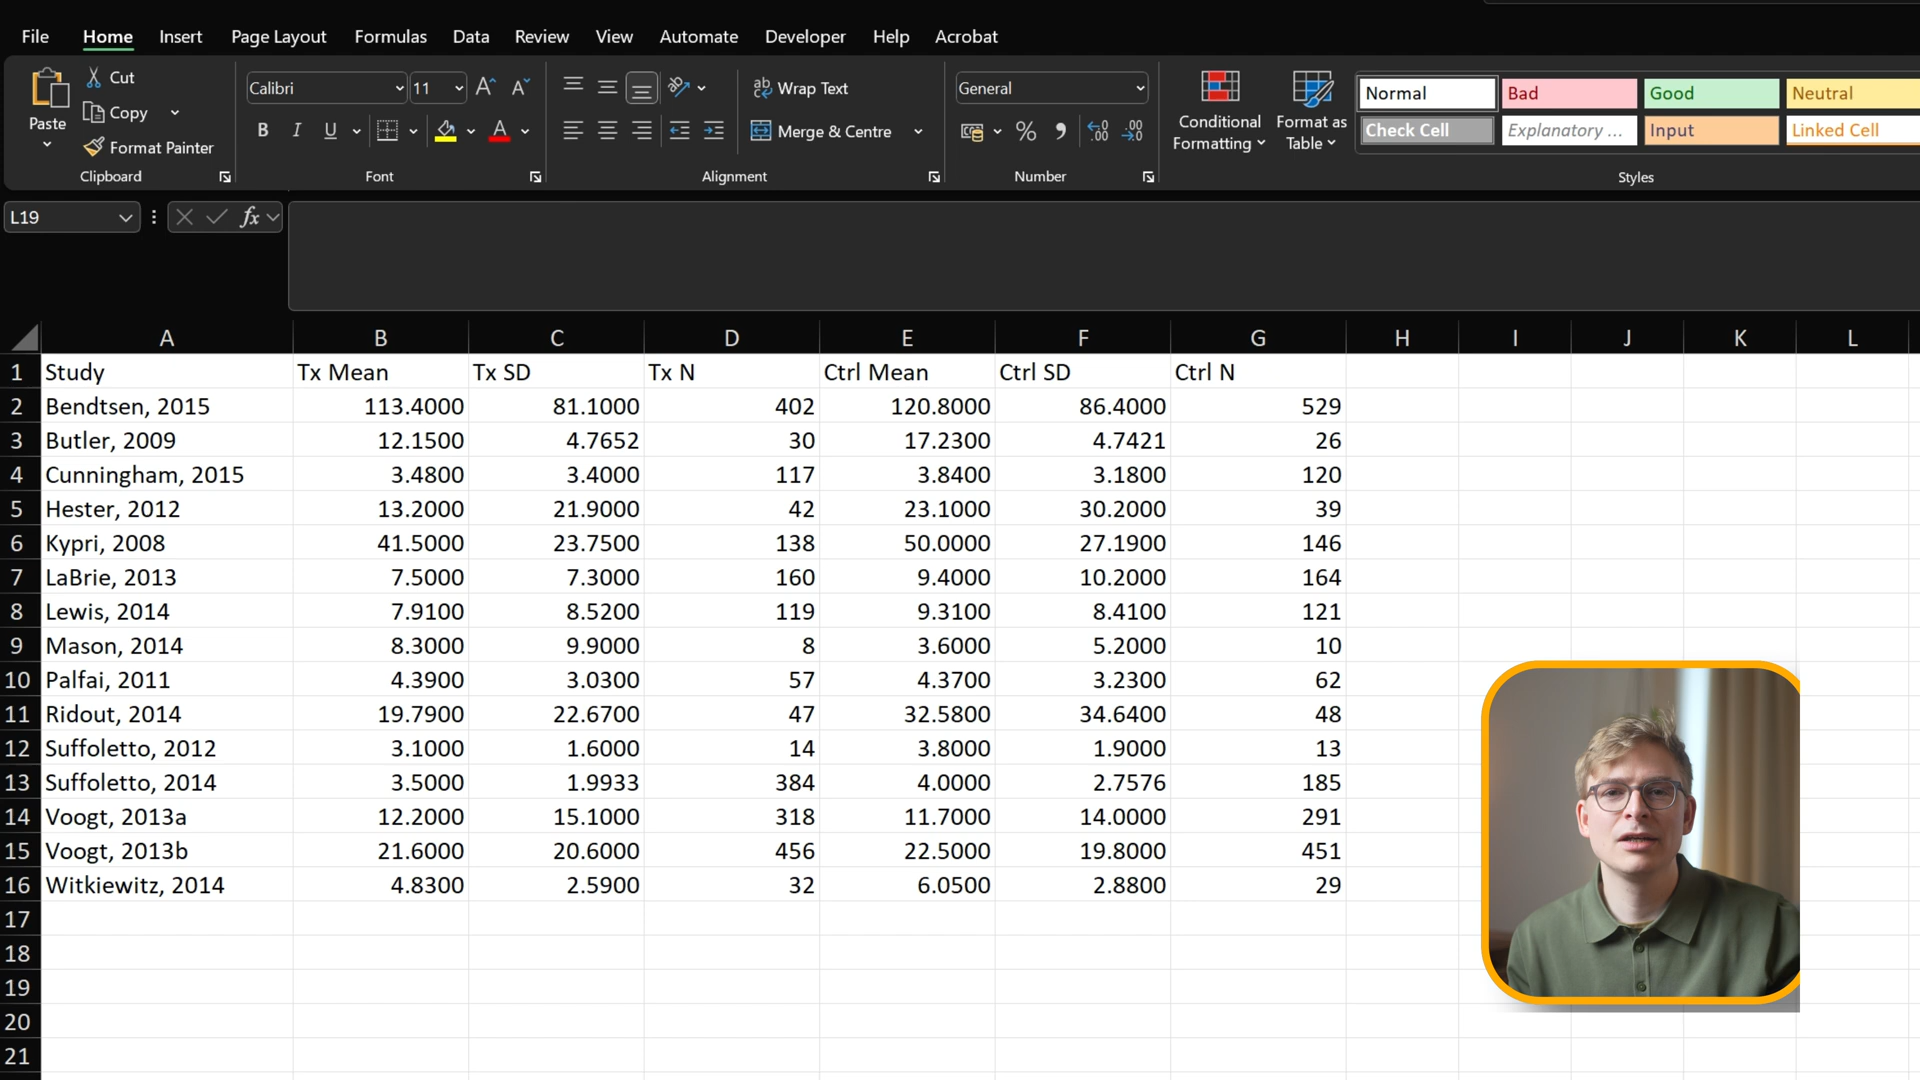 File Home Insert Page Layout Formulas Data Review View Automate Developer Help Acrobat
Paste
Cut
Copy
Format Painter
Clipboard
Calibri 11 A^ A˅
B I U A
Font
ab Wrap Text
Merge & Centre
Alignment
General
% 9 .00 .00
Number
Conditional Formatting
Format as Table
Normal Bad Good Neutral
Check Cell Explanatory ... Input Linked Cell
Styles
L19 fx
A B C D E F G H I J K L
1 Study Tx Mean Tx SD Tx N Ctrl Mean Ctrl SD Ctrl N
2 Bendtsen, 2015 113.4000 81.1000 402 120.8000 86.4000 529
3 Butler, 2009 12.1500 4.7652 30 17.2300 4.7421 26
4 Cunningham, 2015 3.4800 3.4000 117 3.8400 3.1800 120
5 Hester, 2012 13.2000 21.9000 42 23.1000 30.2000 39
6 Kypri, 2008 41.5000 23.7500 138 50.0000 27.1900 146
7 LaBrie, 2013 7.5000 7.3000 160 9.4000 10.2000 164
8 Lewis, 2014 7.9100 8.5200 119 9.3100 8.4100 121
9 Mason, 2014 8.3000 9.9000 8 3.6000 5.2000 10
10 Palfai, 2011 4.3900 3.0300 57 4.3700 3.2300 62
11 Ridout, 2014 19.7900 22.6700 47 32.5800 34.6400 48
12 Suffoletto, 2012 3.1000 1.6000 14 3.8000 1.9000 13
13 Suffoletto, 2014 3.5000 1.9933 384 4.0000 2.7576 185
14 Voogt, 2013a 12.2000 15.1000 318 11.7000 14.0000 291
15 Voogt, 2013b 21.6000 20.6000 456 22.5000 19.8000 451
16 Witkiewitz, 2014 4.8300 2.5900 32 6.0500 2.8800 29
17
18
19
20
21